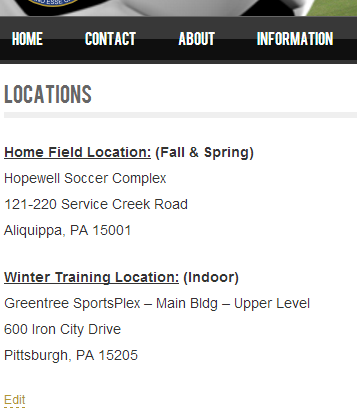 HOME CONTACT ABOUT INFORMATION
LOCATIONS
Home Field Location: (Fall & Spring)
Hopewell Soccer Complex
121-220 Service Creek Road
Aliquippa, PA 15001
Winter Training Location: (Indoor)
Greentree SportsPlex – Main Bldg – Upper Level
600 Iron City Drive
Pittsburgh, PA 15205
Edit